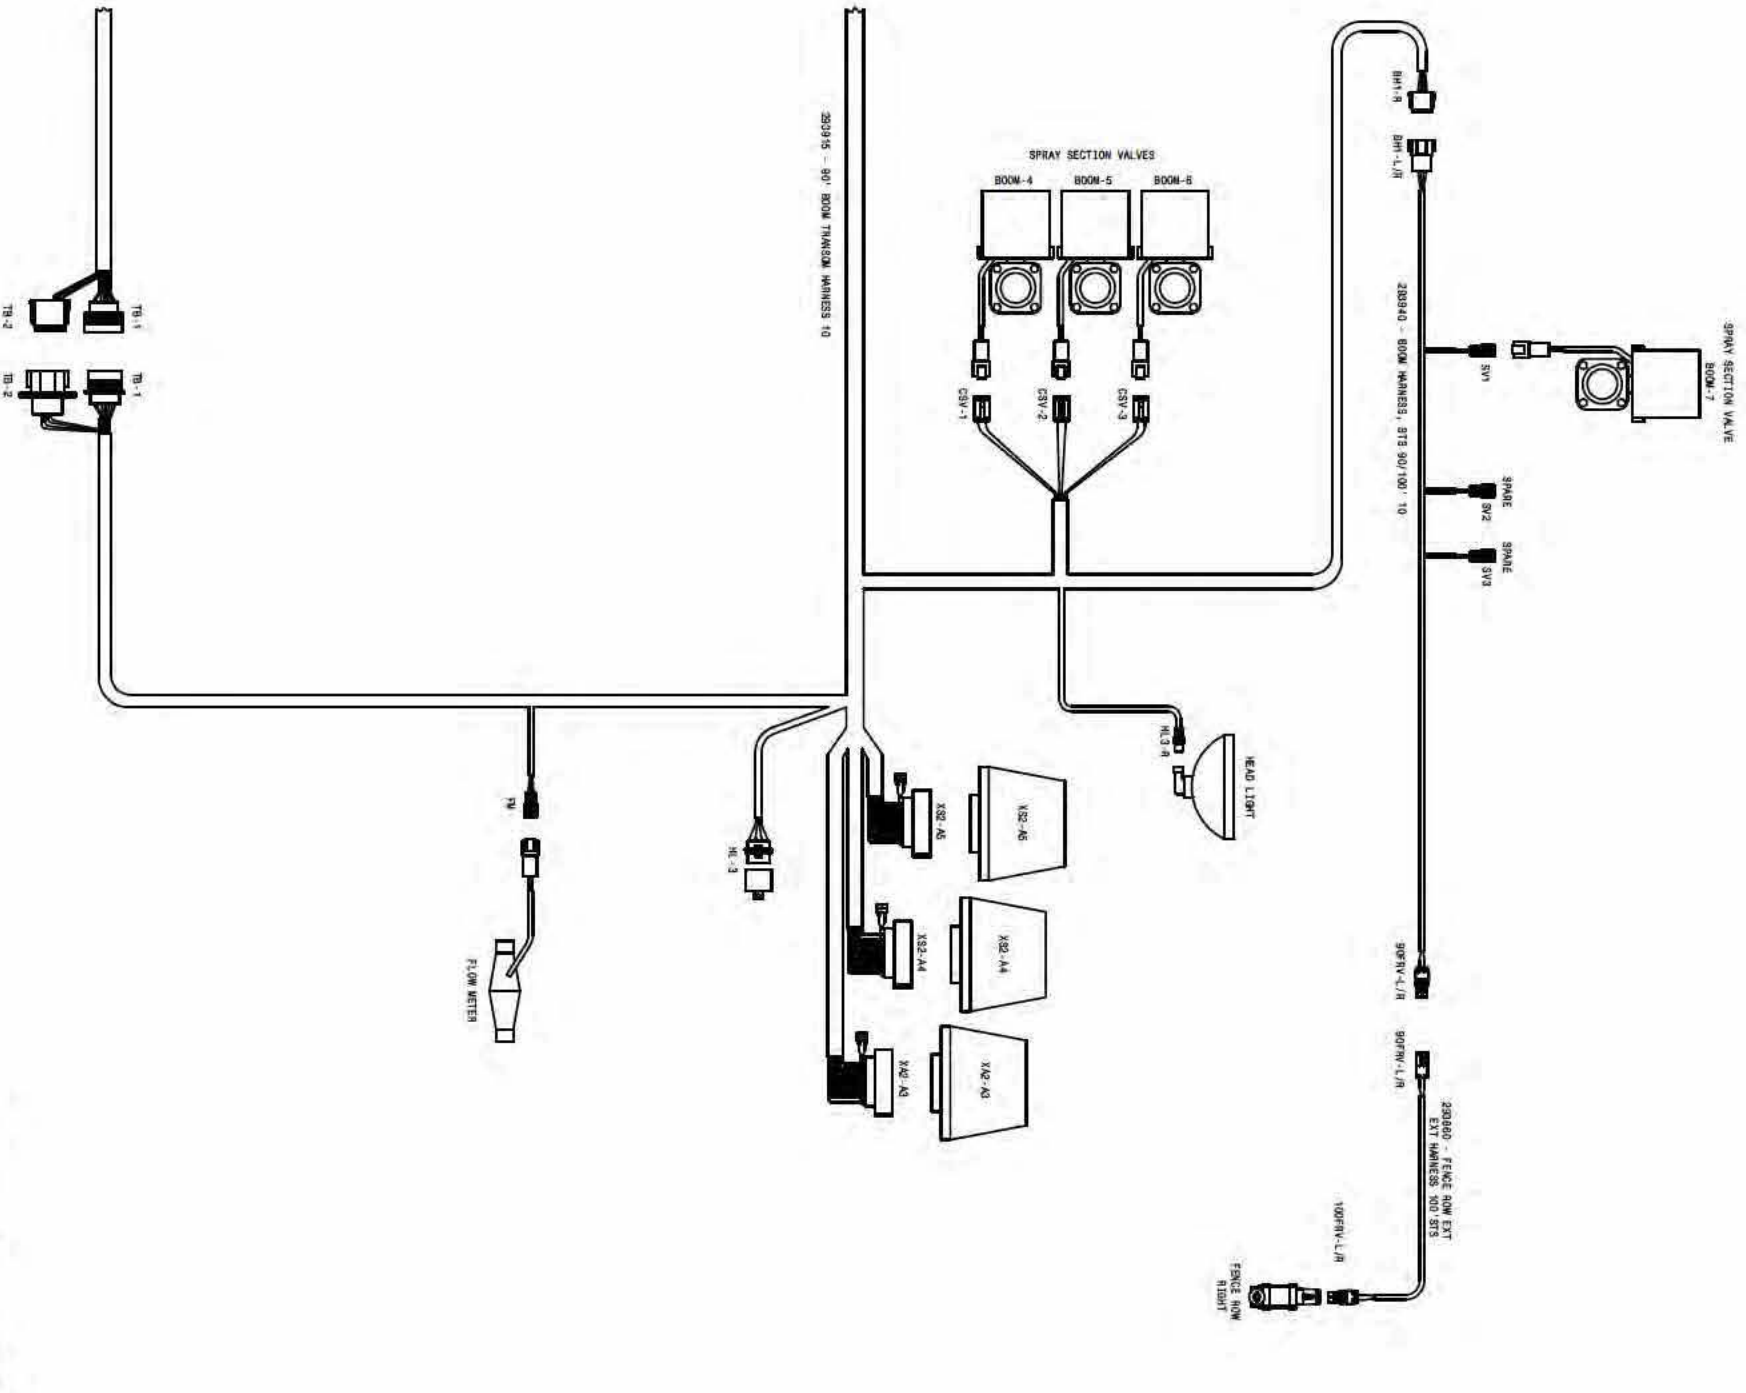 BH1-R
BH1-L/R
293915 - 90' BOOM TRANSOM HARNESS 10
SPRAY SECTION VALVES
BOOM-4
BOOM-5
BOOM-6
CSV-1
CSV-2
CSV-3
293940 - BOOM HARNESS, STS 90/100' 10
SPRAY SECTION VALVE
BOOM-7
SV1
SPARE
SV2
SPARE
SV3
TB-1
TB-2
TB-1
TB-2
HL3-R
HEAD LIGHT
FM
FLOW METER
HL-3
XS2-A5
XS2-A5
XS2-A4
XS2-A4
XA2-A3
XA2-A3
90FRV-L/R
90FRV-L/R
293860 - FENCE ROW EXT
EXT HARNESS 100'STS
100FRV-L/R
FENCE ROW
RIGHT